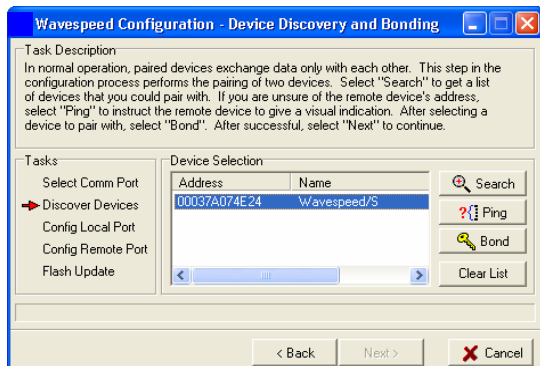 Wavespeed Configuration - Device Discovery and Bonding
Task Description
In normal operation, paired devices exchange data only with each other. This step in the
configuration process performs the pairing of two devices. Select "Search" to get a list
of devices that you could pair with. If you are unsure of the remote device's address,
select "Ping" to instruct the remote device to give a visual indication. After selecting a
device to pair with, select "Bond". After successful, select "Next" to continue.
Tasks
Select Comm Port
Discover Devices
Config Local Port
Config Remote Port
Flash Update
Device Selection
Address Name
00037A074E24 Wavespeed/S
Search
Ping
Bond
Clear List
< Back Next > Cancel